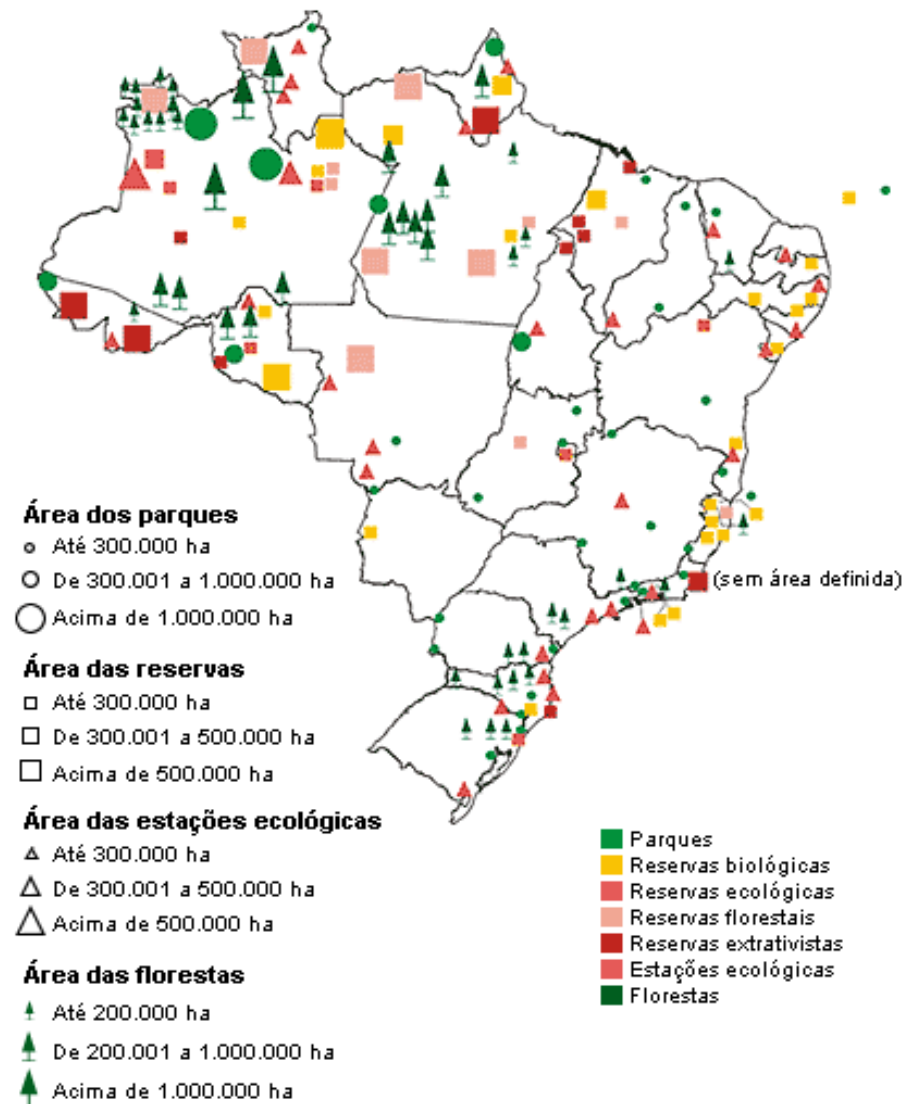 (sem área definida)
Área dos parques
Até 300.000 ha
De 300.001 a 1.000.000 ha
Acima de 1.000.000 ha
Área das reservas
Até 300.000 ha
De 300.001 a 500.000 ha
Acima de 500.000 ha
Área das estações ecológicas
Até 300.000 ha
De 300.001 a 500.000 ha
Acima de 500.000 ha
Área das florestas
Até 200.000 ha
De 200.001 a 1.000.000 ha
Acima de 1.000.000 ha
Parques
Reservas biológicas
Reservas ecológicas
Reservas florestais
Reservas extrativistas
Estações ecológicas
Florestas